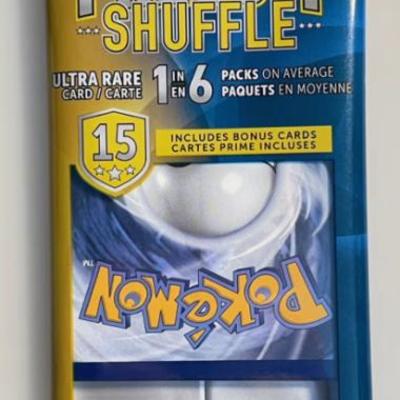 SHUFFLE
ULTRA RARE 1 IN 6 PACKS ON AVERAGE
CARD / CARTE EN PAQUETS EN MOYENNE
15 INCLUDES BONUS CARDS
CARTES PRIME INCLUSES
POKéMON
TM